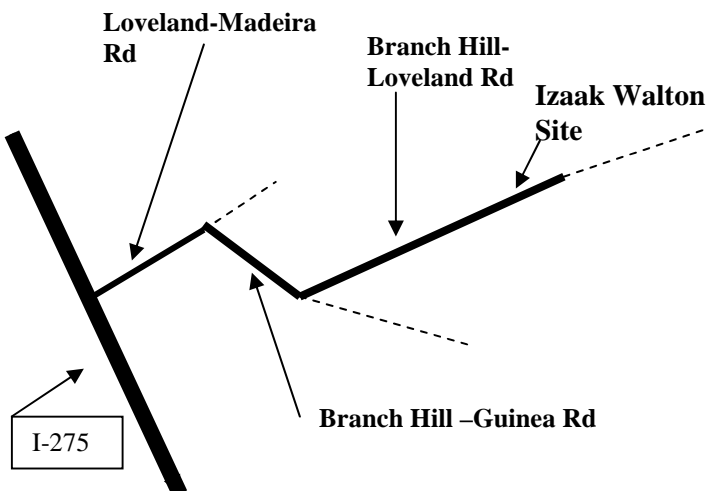 Loveland-Madeira
Rd
Branch Hill-
Loveland Rd
Izaak Walton
Site
Branch Hill –Guinea Rd
I-275